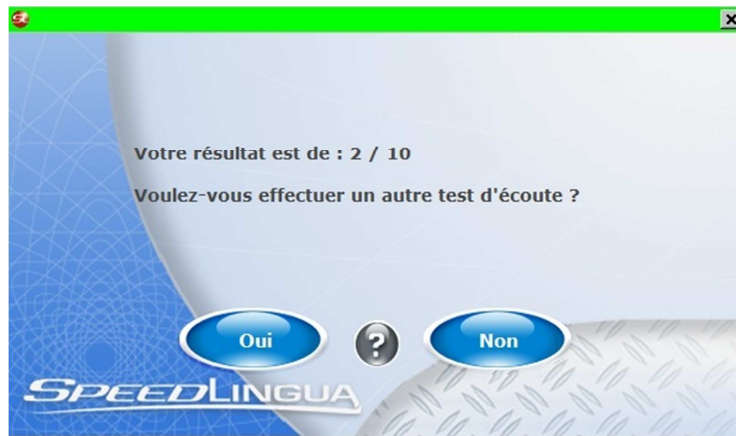 Votre résultat est de : 2 / 10
Voulez-vous effectuer un autre test d'écoute ?
Oui ? Non
SPEEDLINGUA